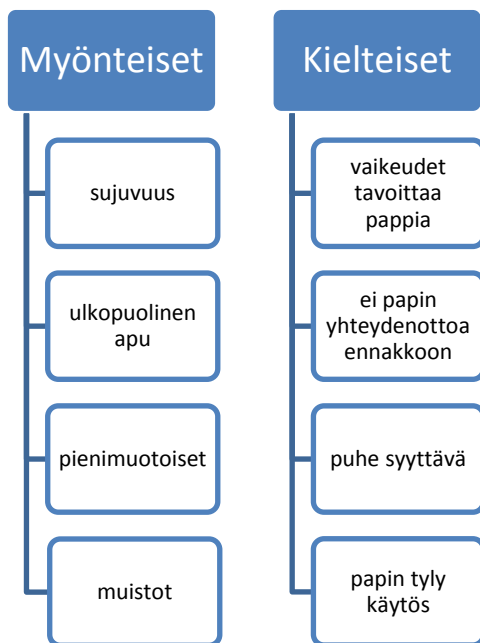 Myönteiset
sujuvuus
ulkopuolinen
apu
pienimuotoiset
muistot
Kielteiset
vaikeudet
tavoittaa
pappia
ei papin
yhteydenottoa
ennakkoon
puhe syyttävä
papin tyly
käytös